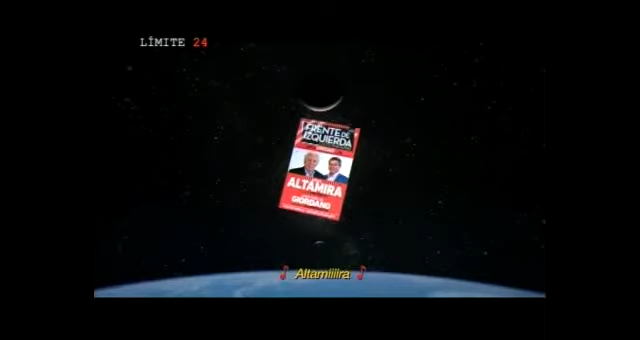 LÍMITE 24
FRENTE DE
IZQUIERDA
ALTAMIRA
GIORDANO
♪ Altamiiiira ♪